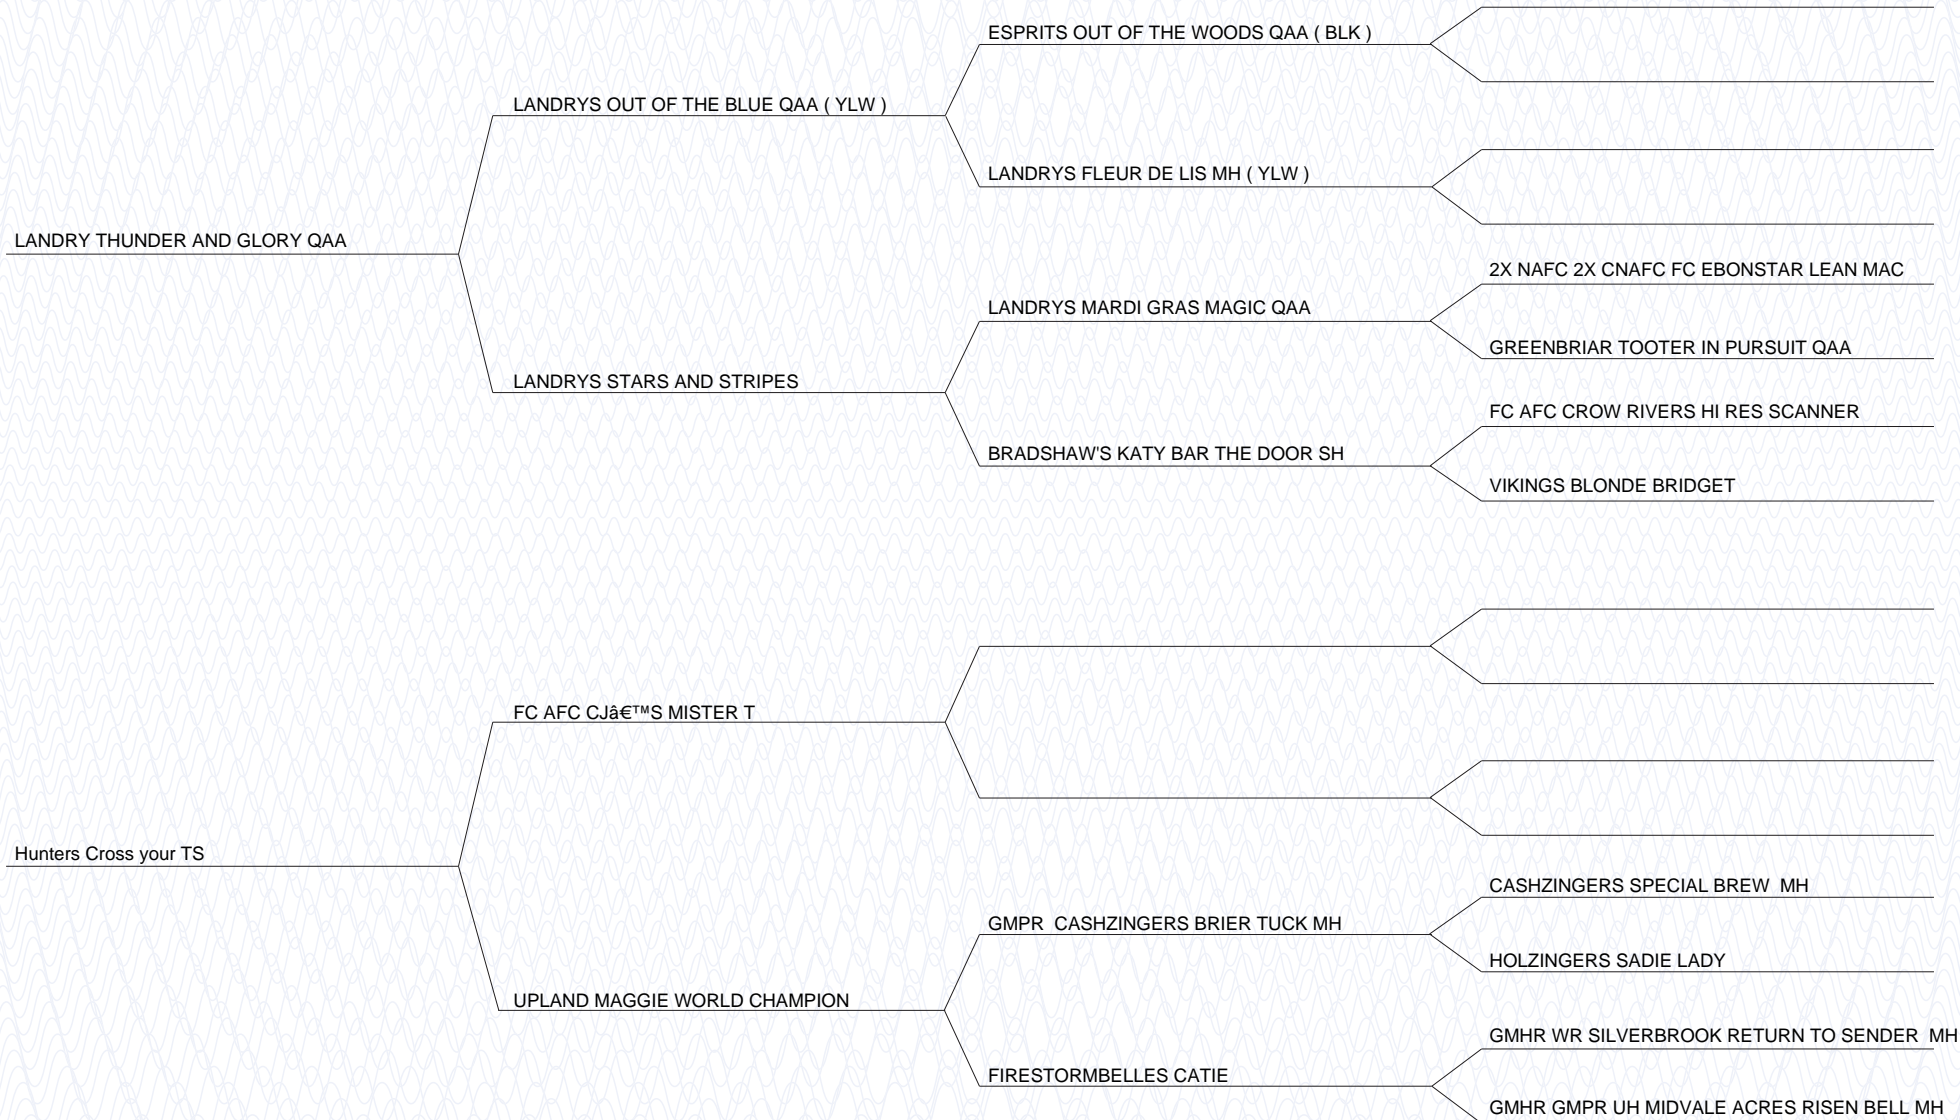 ESPRITS OUT OF THE WOODS QAA ( BLK )
LANDRYS OUT OF THE BLUE QAA ( YLW )
LANDRYS FLEUR DE LIS MH ( YLW )
LANDRY THUNDER AND GLORY QAA
2X NAFC 2X CNAFC FC EBONSTAR LEAN MAC
LANDRYS MARDI GRAS MAGIC QAA
GREENBRIAR TOOTER IN PURSUIT QAA
LANDRYS STARS AND STRIPES
FC AFC CROW RIVERS HI RES SCANNER
BRADSHAW'S KATY BAR THE DOOR SH
VIKINGS BLONDE BRIDGET
FC AFC CJâ€™S MISTER T
Hunters Cross your TS
CASHZINGERS SPECIAL BREW  MH
GMPR  CASHZINGERS BRIER TUCK MH
HOLZINGERS SADIE LADY
UPLAND MAGGIE WORLD CHAMPION
GMHR WR SILVERBROOK RETURN TO SENDER  MH
FIRESTORMBELLES CATIE
GMHR GMPR UH MIDVALE ACRES RISEN BELL MH